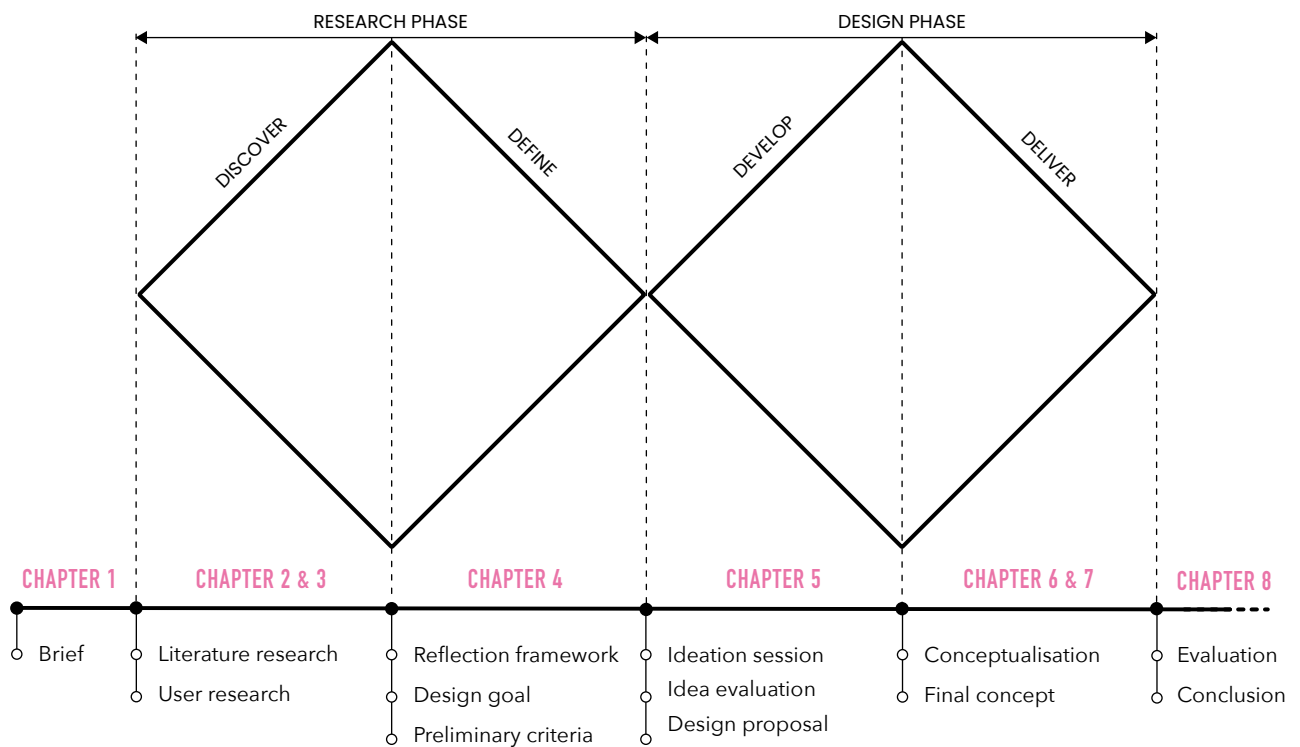 RESEARCH PHASE
DESIGN PHASE
DISCOVER
DEFINE
DEVELOP
DELIVER
CHAPTER 1
CHAPTER 2 & 3
CHAPTER 4
CHAPTER 5
CHAPTER 6 & 7
CHAPTER 8
Brief
Literature research
User research
Reflection framework
Design goal
Preliminary criteria
Ideation session
Idea evaluation
Design proposal
Conceptualisation
Final concept
Evaluation
Conclusion